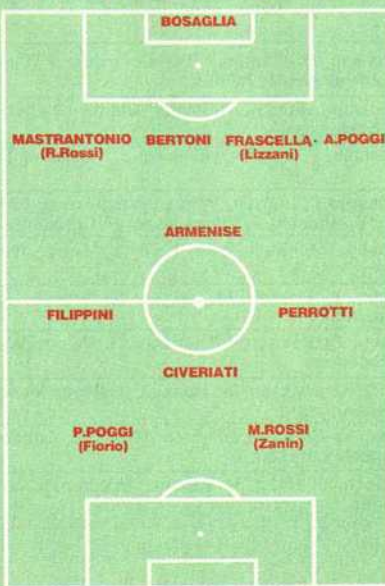 BOSAGLIA
MASTRANTONIO BERTONI FRASCELLA· A.POGGI
(R.Rossi) (Lizzani)
ARMENISE
FILIPPINI PERROTTI
CIVERIATI
P.POGGI M.ROSSI
(Fiorio) (Zanin)